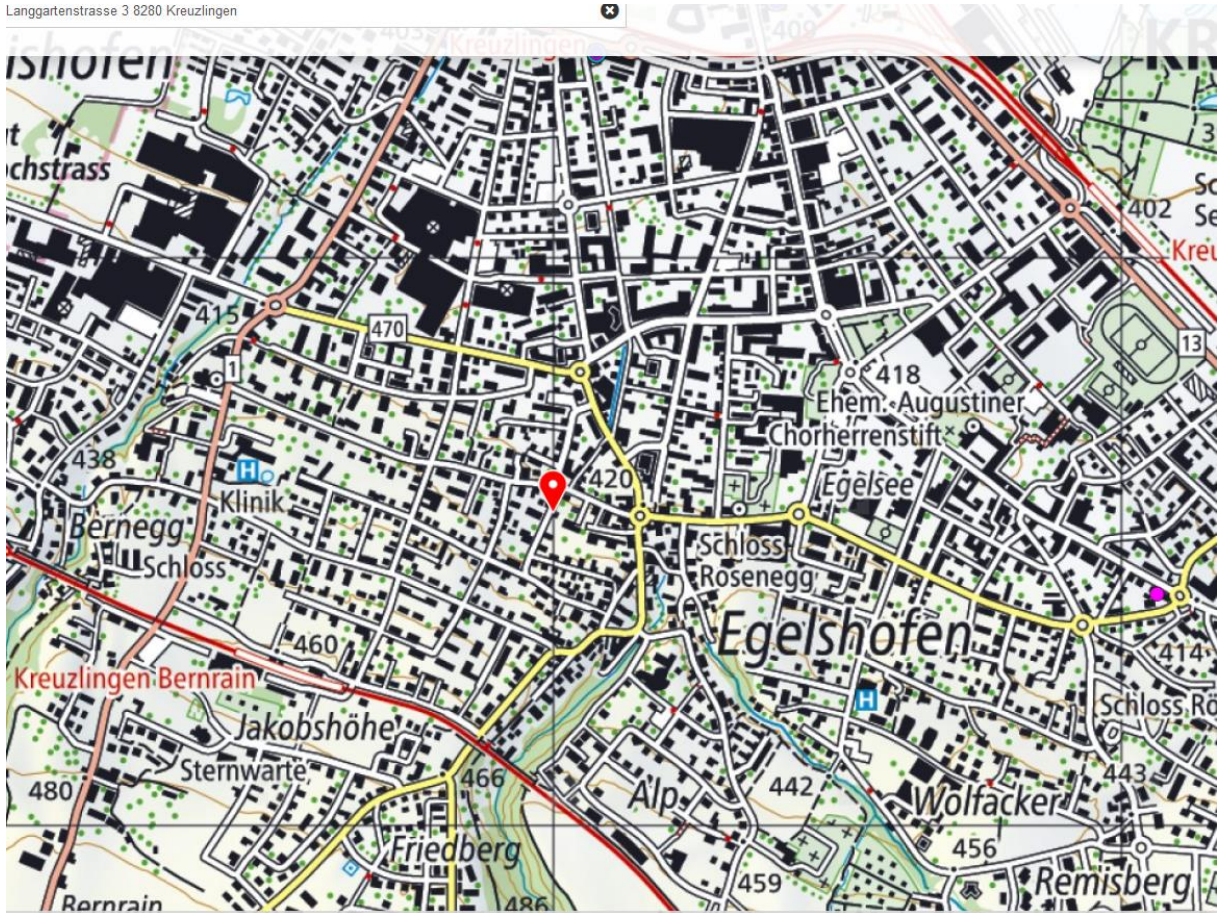 Langgartenstrasse 3 8280 Kreuzlingen
403
Kreuzlingen
409
KR
ishofen
chstrass
402
Kreu
415
470
1
13
418
Ehem. Augustiner
Chorherrenstift
438
H
Klinik
420
Egelsee
Bernegg
Schloss
Schloss
Rosenegg
Egelshofen
460
414
Kreuzlingen Bernrain
H
Schloss Rö
Jakobshöhe
Sternwarte
466
442
443
480
Alp
Wolfacker
Friedberg
456
459
Remisberg
Bernrain
486